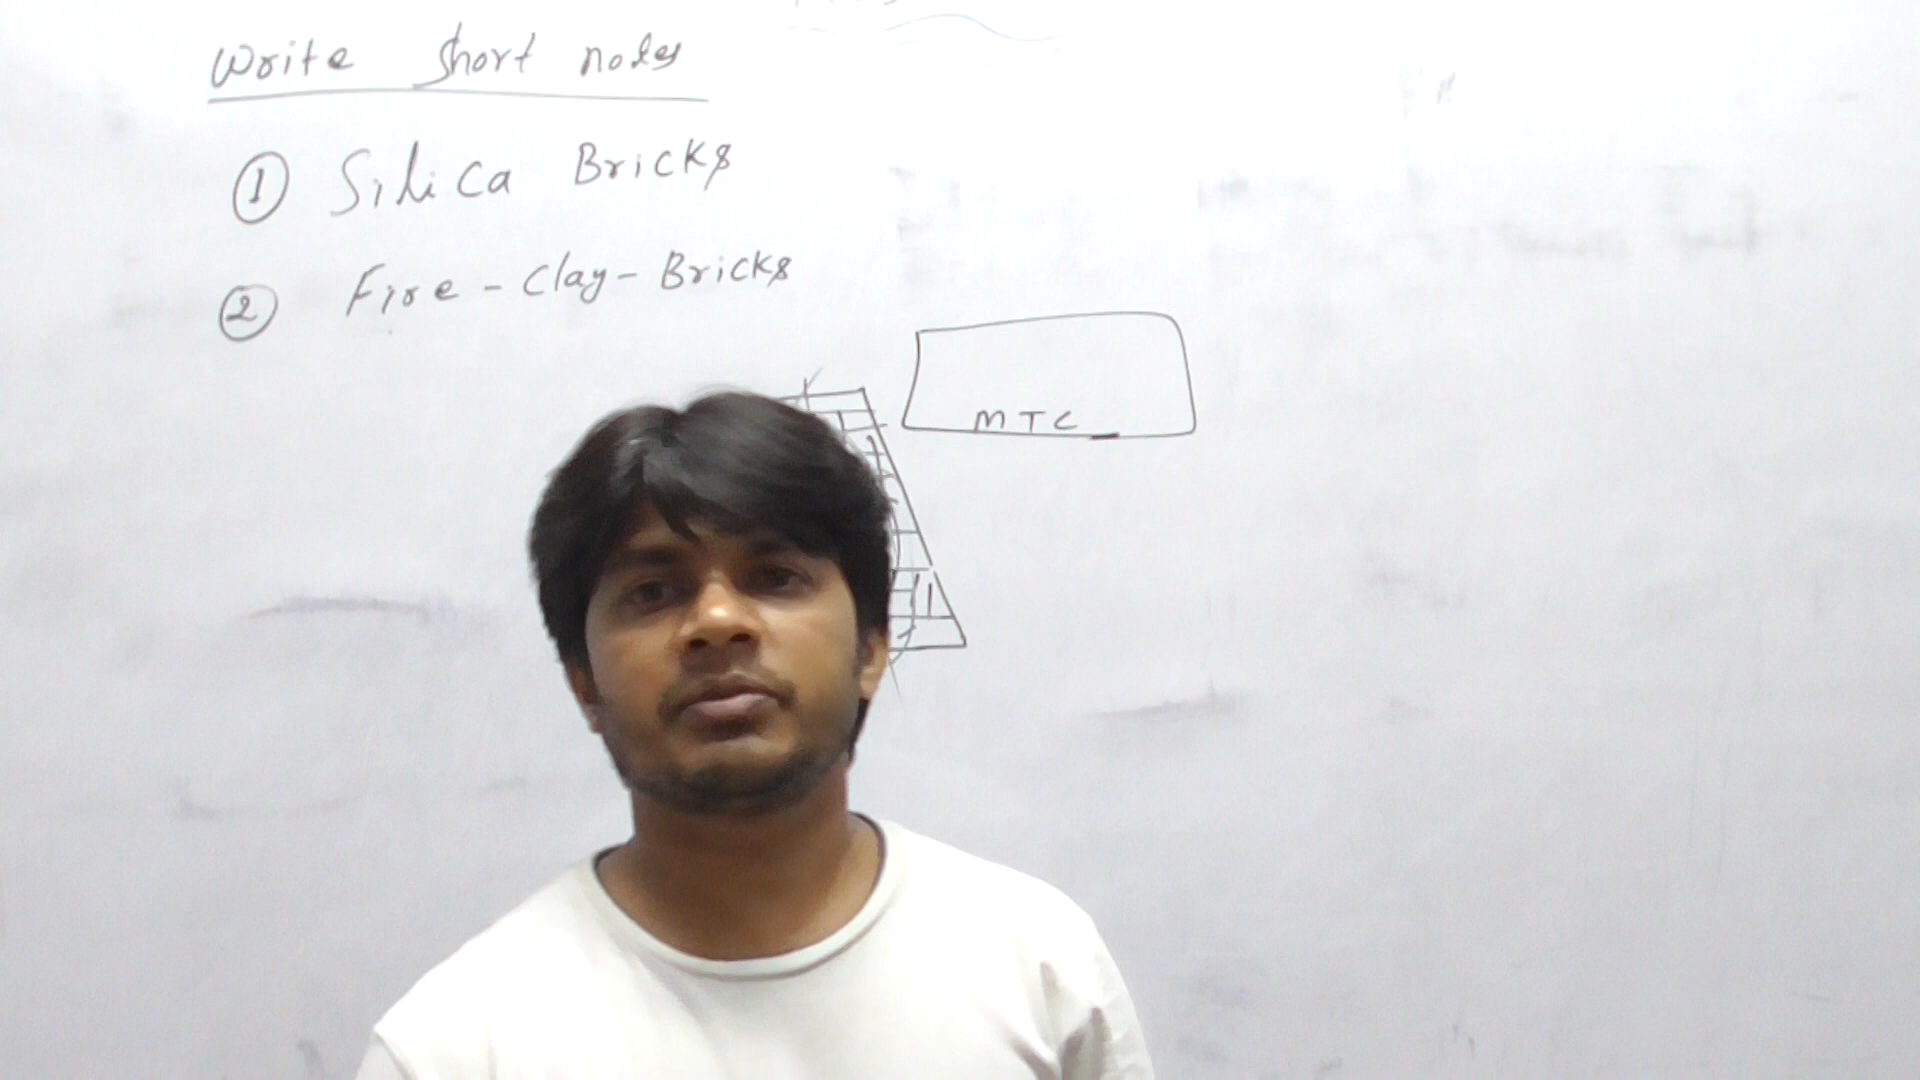 Write short notes
① Silica Bricks
② Fire-Clay-Bricks
MTC